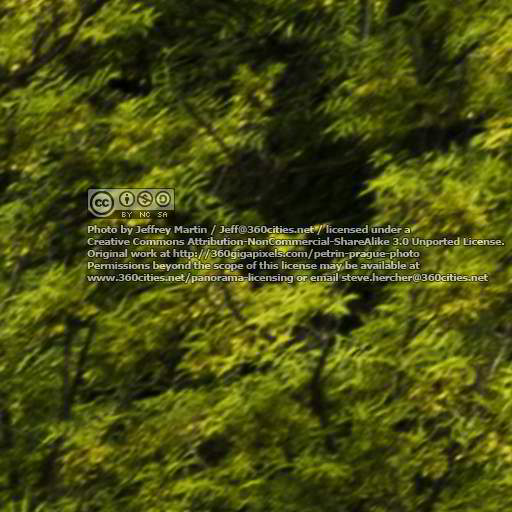 cc
BY NC SA
Photo by Jeffrey Martin / Jeff@360cities.net / licensed under a
Creative Commons Attribution-NonCommercial-ShareAlike 3.0 Unported License.
Original work at http://360gigapixels.com/petrin-prague-photo
Permissions beyond the scope of this license may be available at
www.360cities.net/panorama-licensing or email steve.hercher@360cities.net